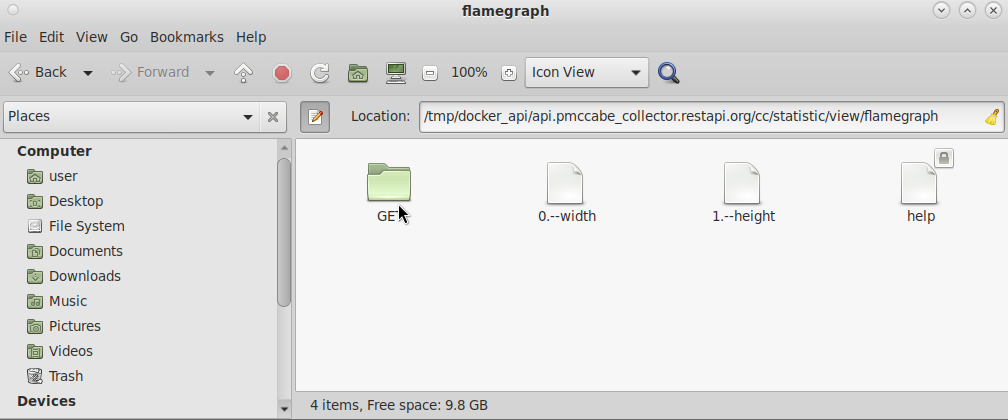 flamegraph
File Edit View Go Bookmarks Help
Back Forward 100% Icon View
Places Location: /tmp/docker_api/api.pmccabe_collector.restapi.org/cc/statistic/view/flamegraph
Computer
user
Desktop
File System
Documents
Downloads
Music
Pictures
Videos
Trash
Devices
GET 0.--width 1.--height help
4 items, Free space: 9.8 GB